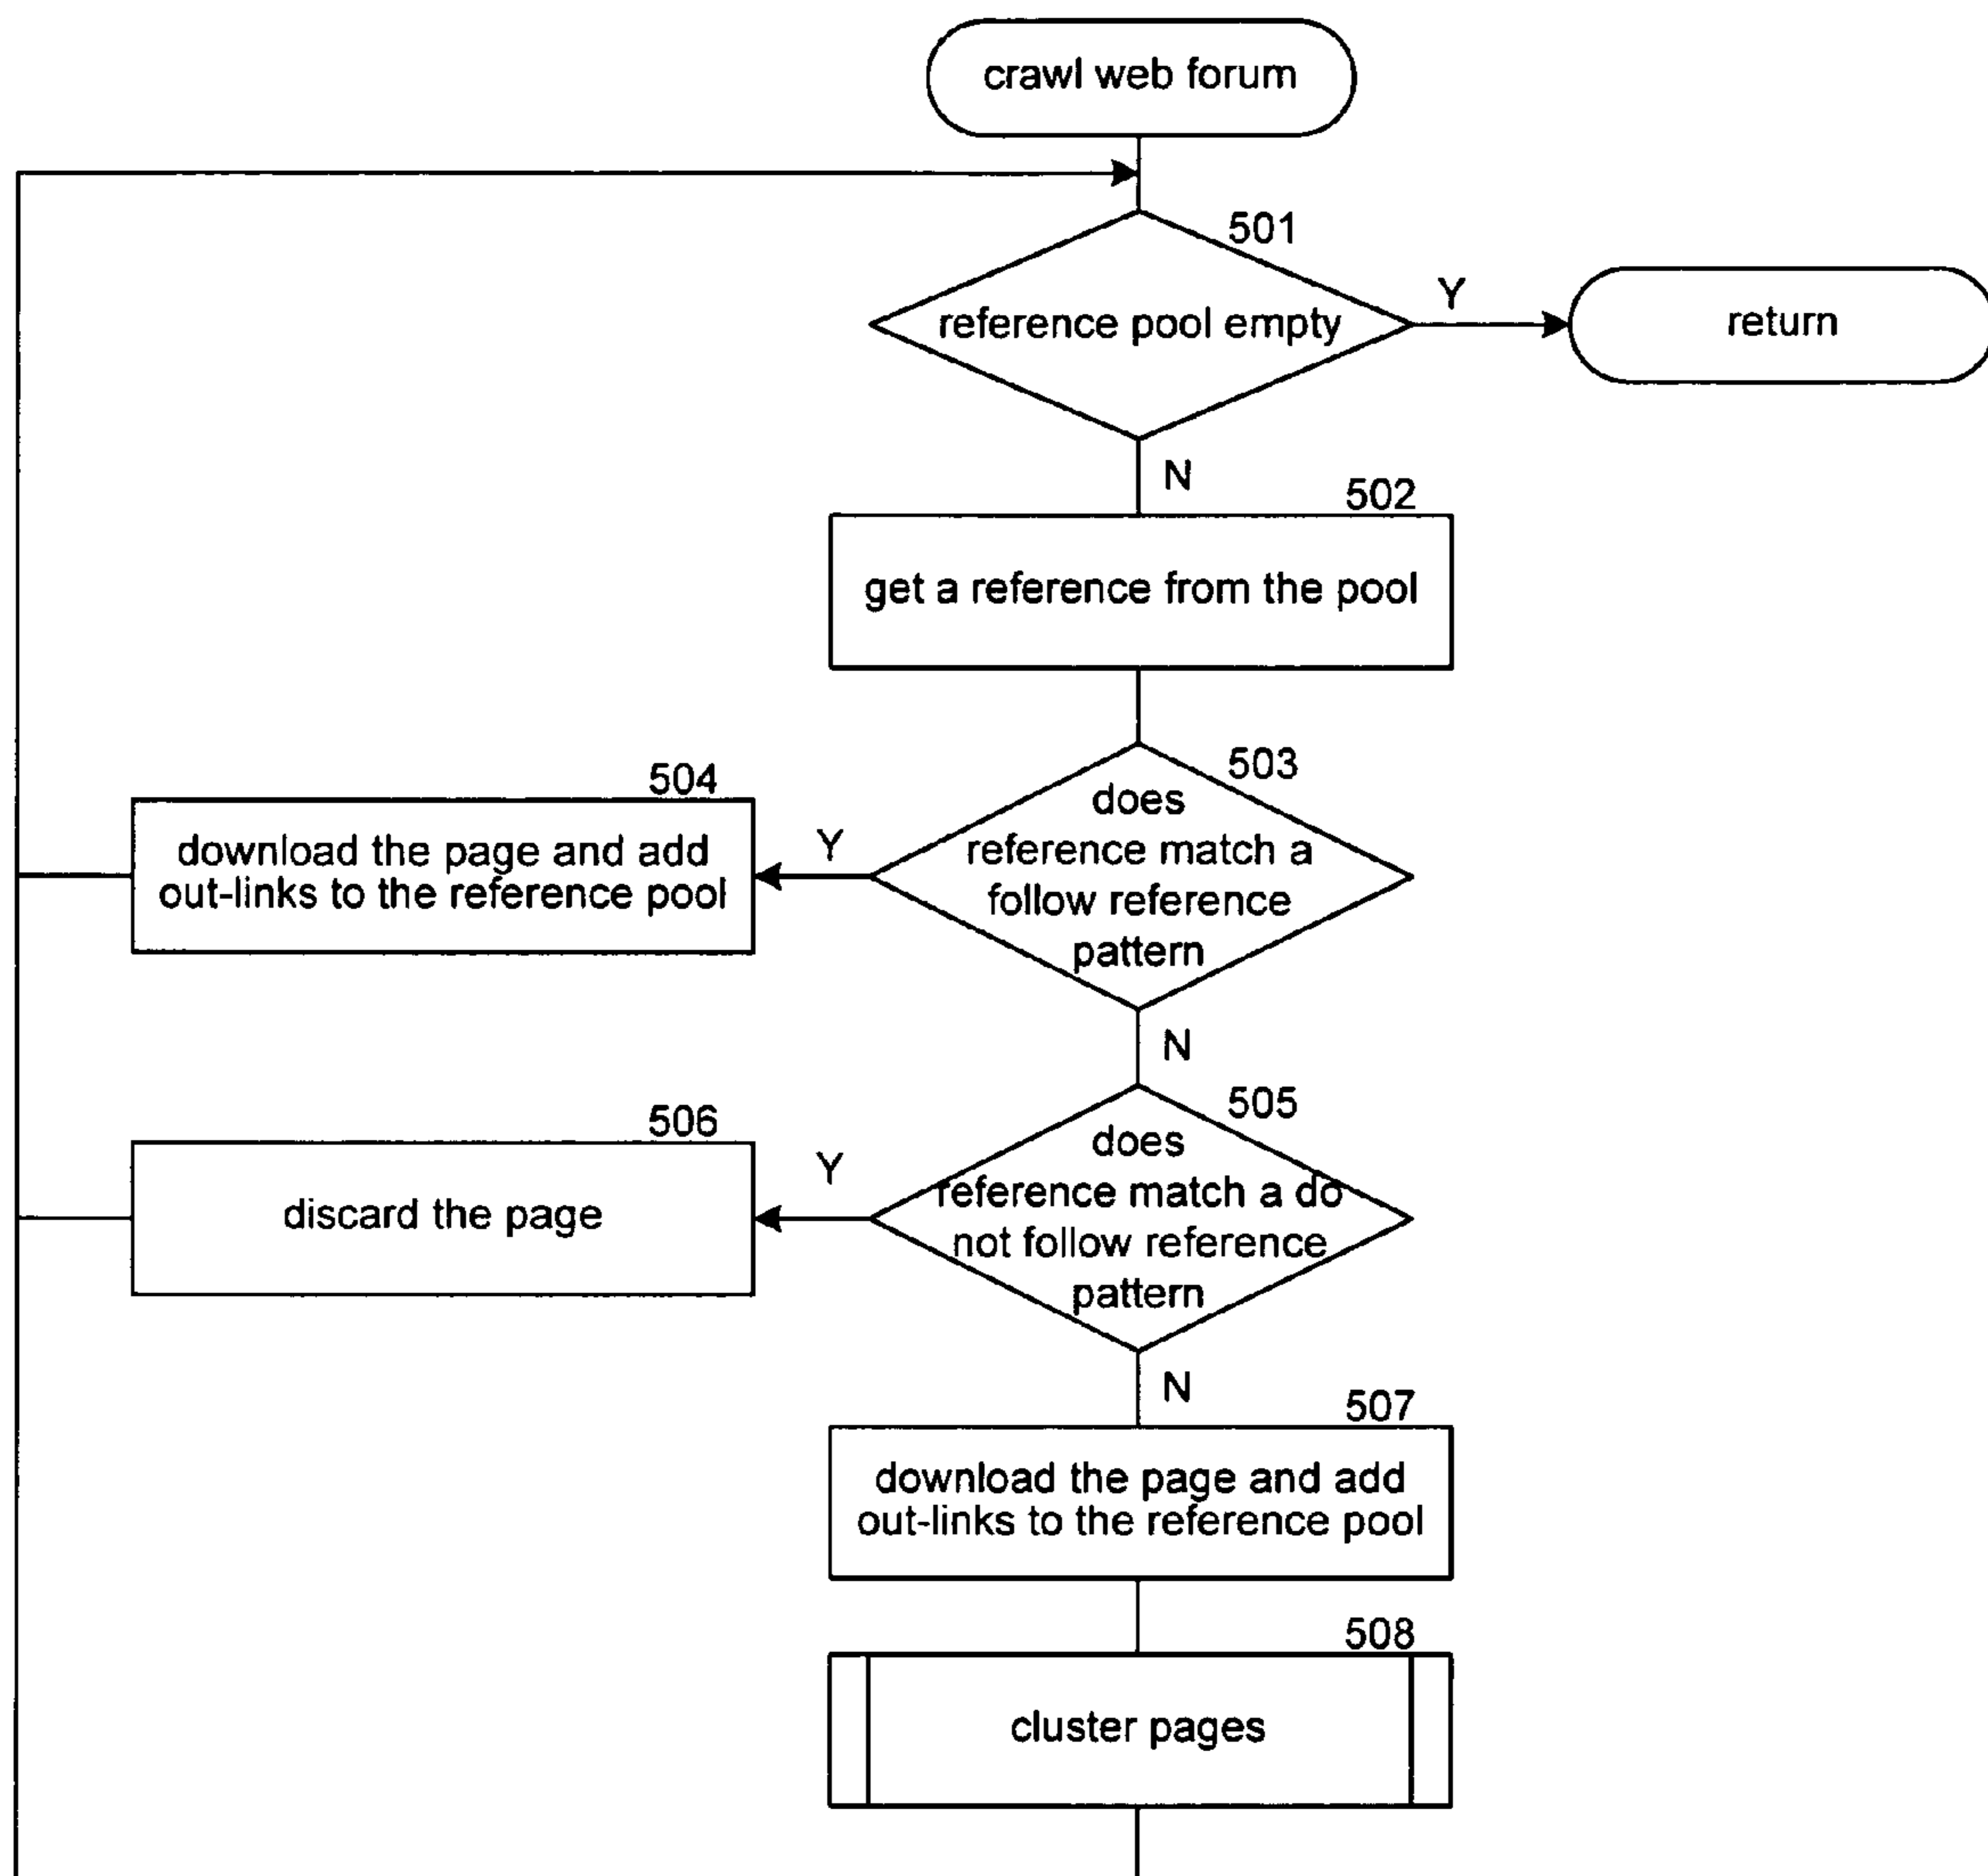 crawl web forum
501
reference pool empty
Y
return
N
502
get a reference from the pool
503
does
reference match a
follow reference
pattern
Y
504
download the page and add
out-links to the reference pool
N
505
does
reference match a do
not follow reference
pattern
Y
506
discard the page
N
507
download the page and add
out-links to the reference pool
508
cluster pages